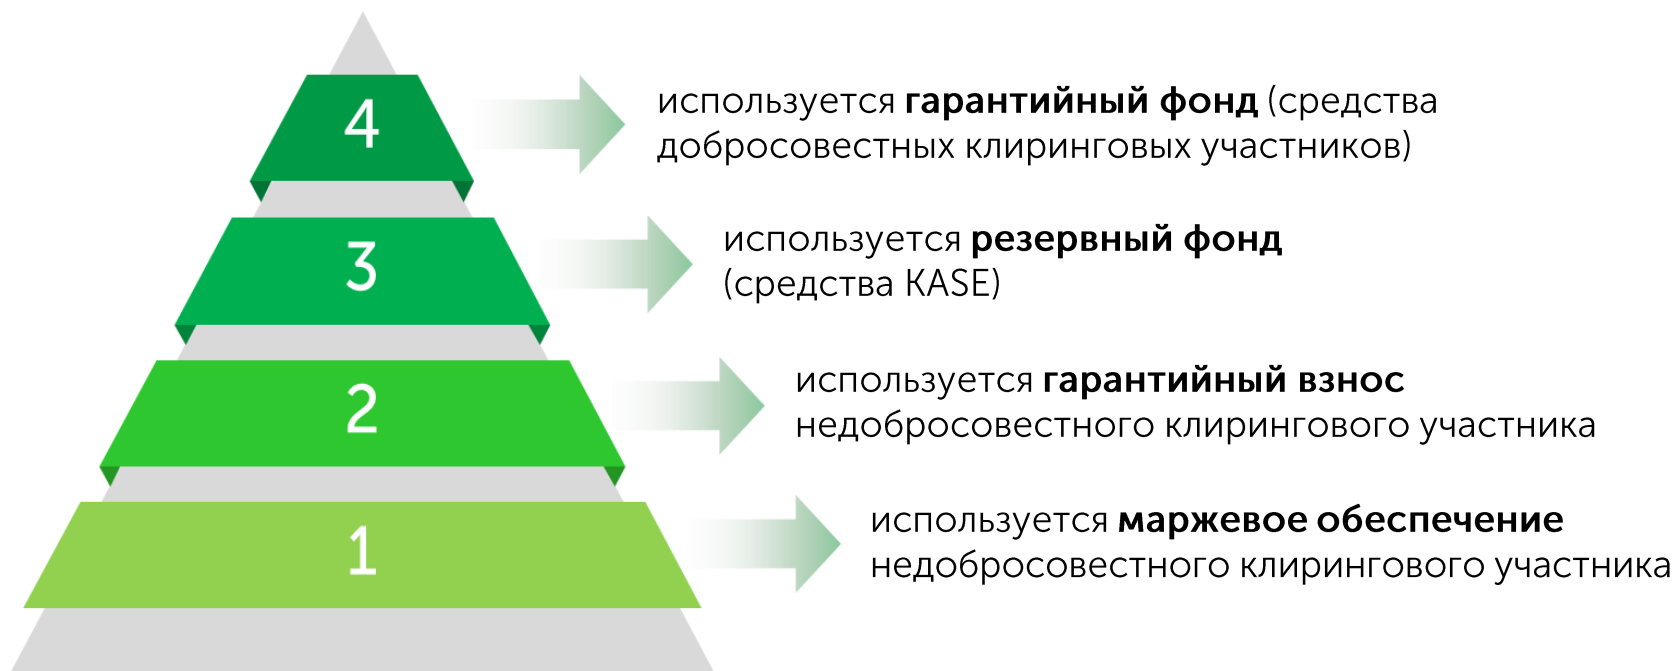 4
используется гарантийный фонд (средства
добросовестных клиринговых участников)
3
используется резервный фонд
(средства KASE)
2
используется гарантийный взнос
недобросовестного клирингового участника
1
используется маржевое обеспечение
недобросовестного клирингового участника